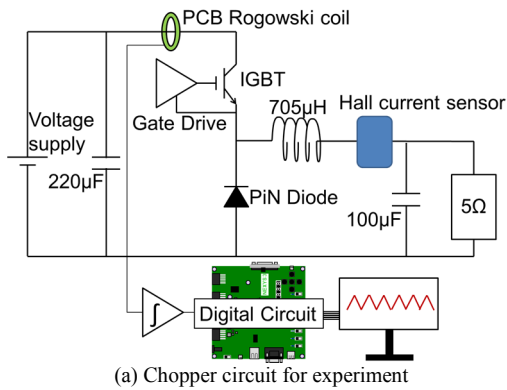 PCB Rogowski coil
IGBT
Gate Drive
705μH
Hall current sensor
Voltage
supply
220μF
PiN Diode
100μF
5Ω
∫
Digital Circuit
(a) Chopper circuit for experiment